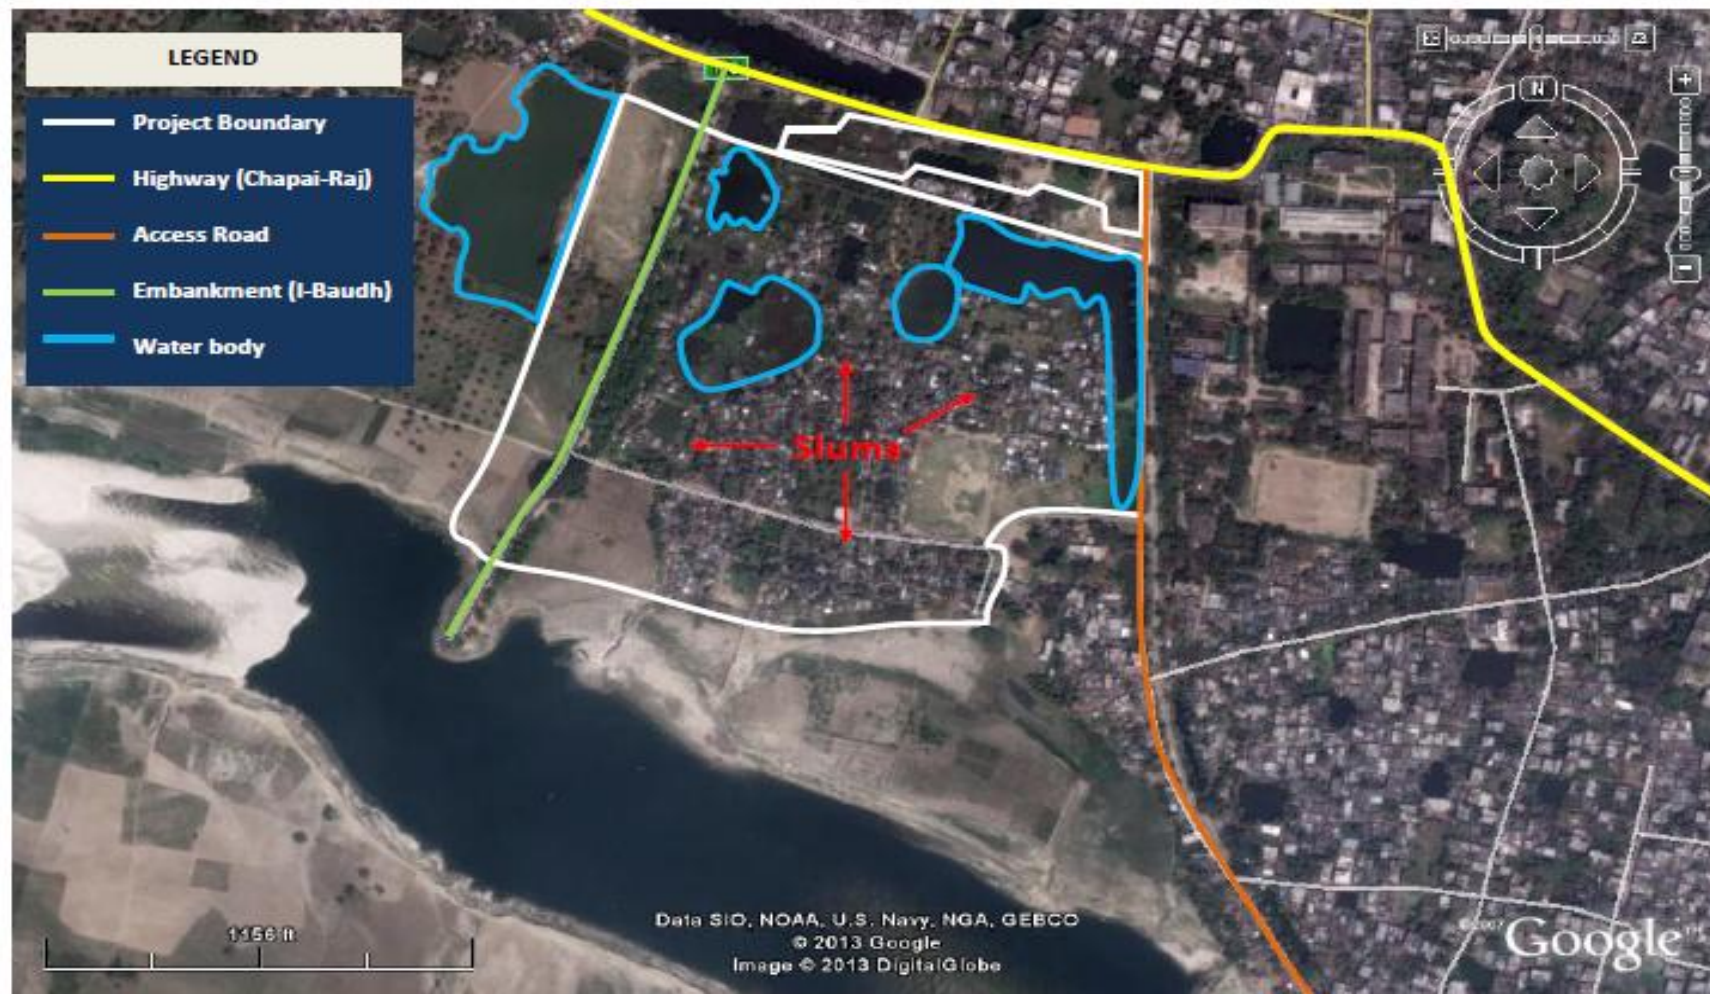 LEGEND
Project Boundary
Highway (Chapai-Raj)
Access Road
Embankment (I-Baudh)
Water body
N
Slums
1156 ft
Data SIO, NOAA, U.S. Navy, NGA, GEBCO
© 2013 Google
Image © 2013 DigitalGlobe
Google